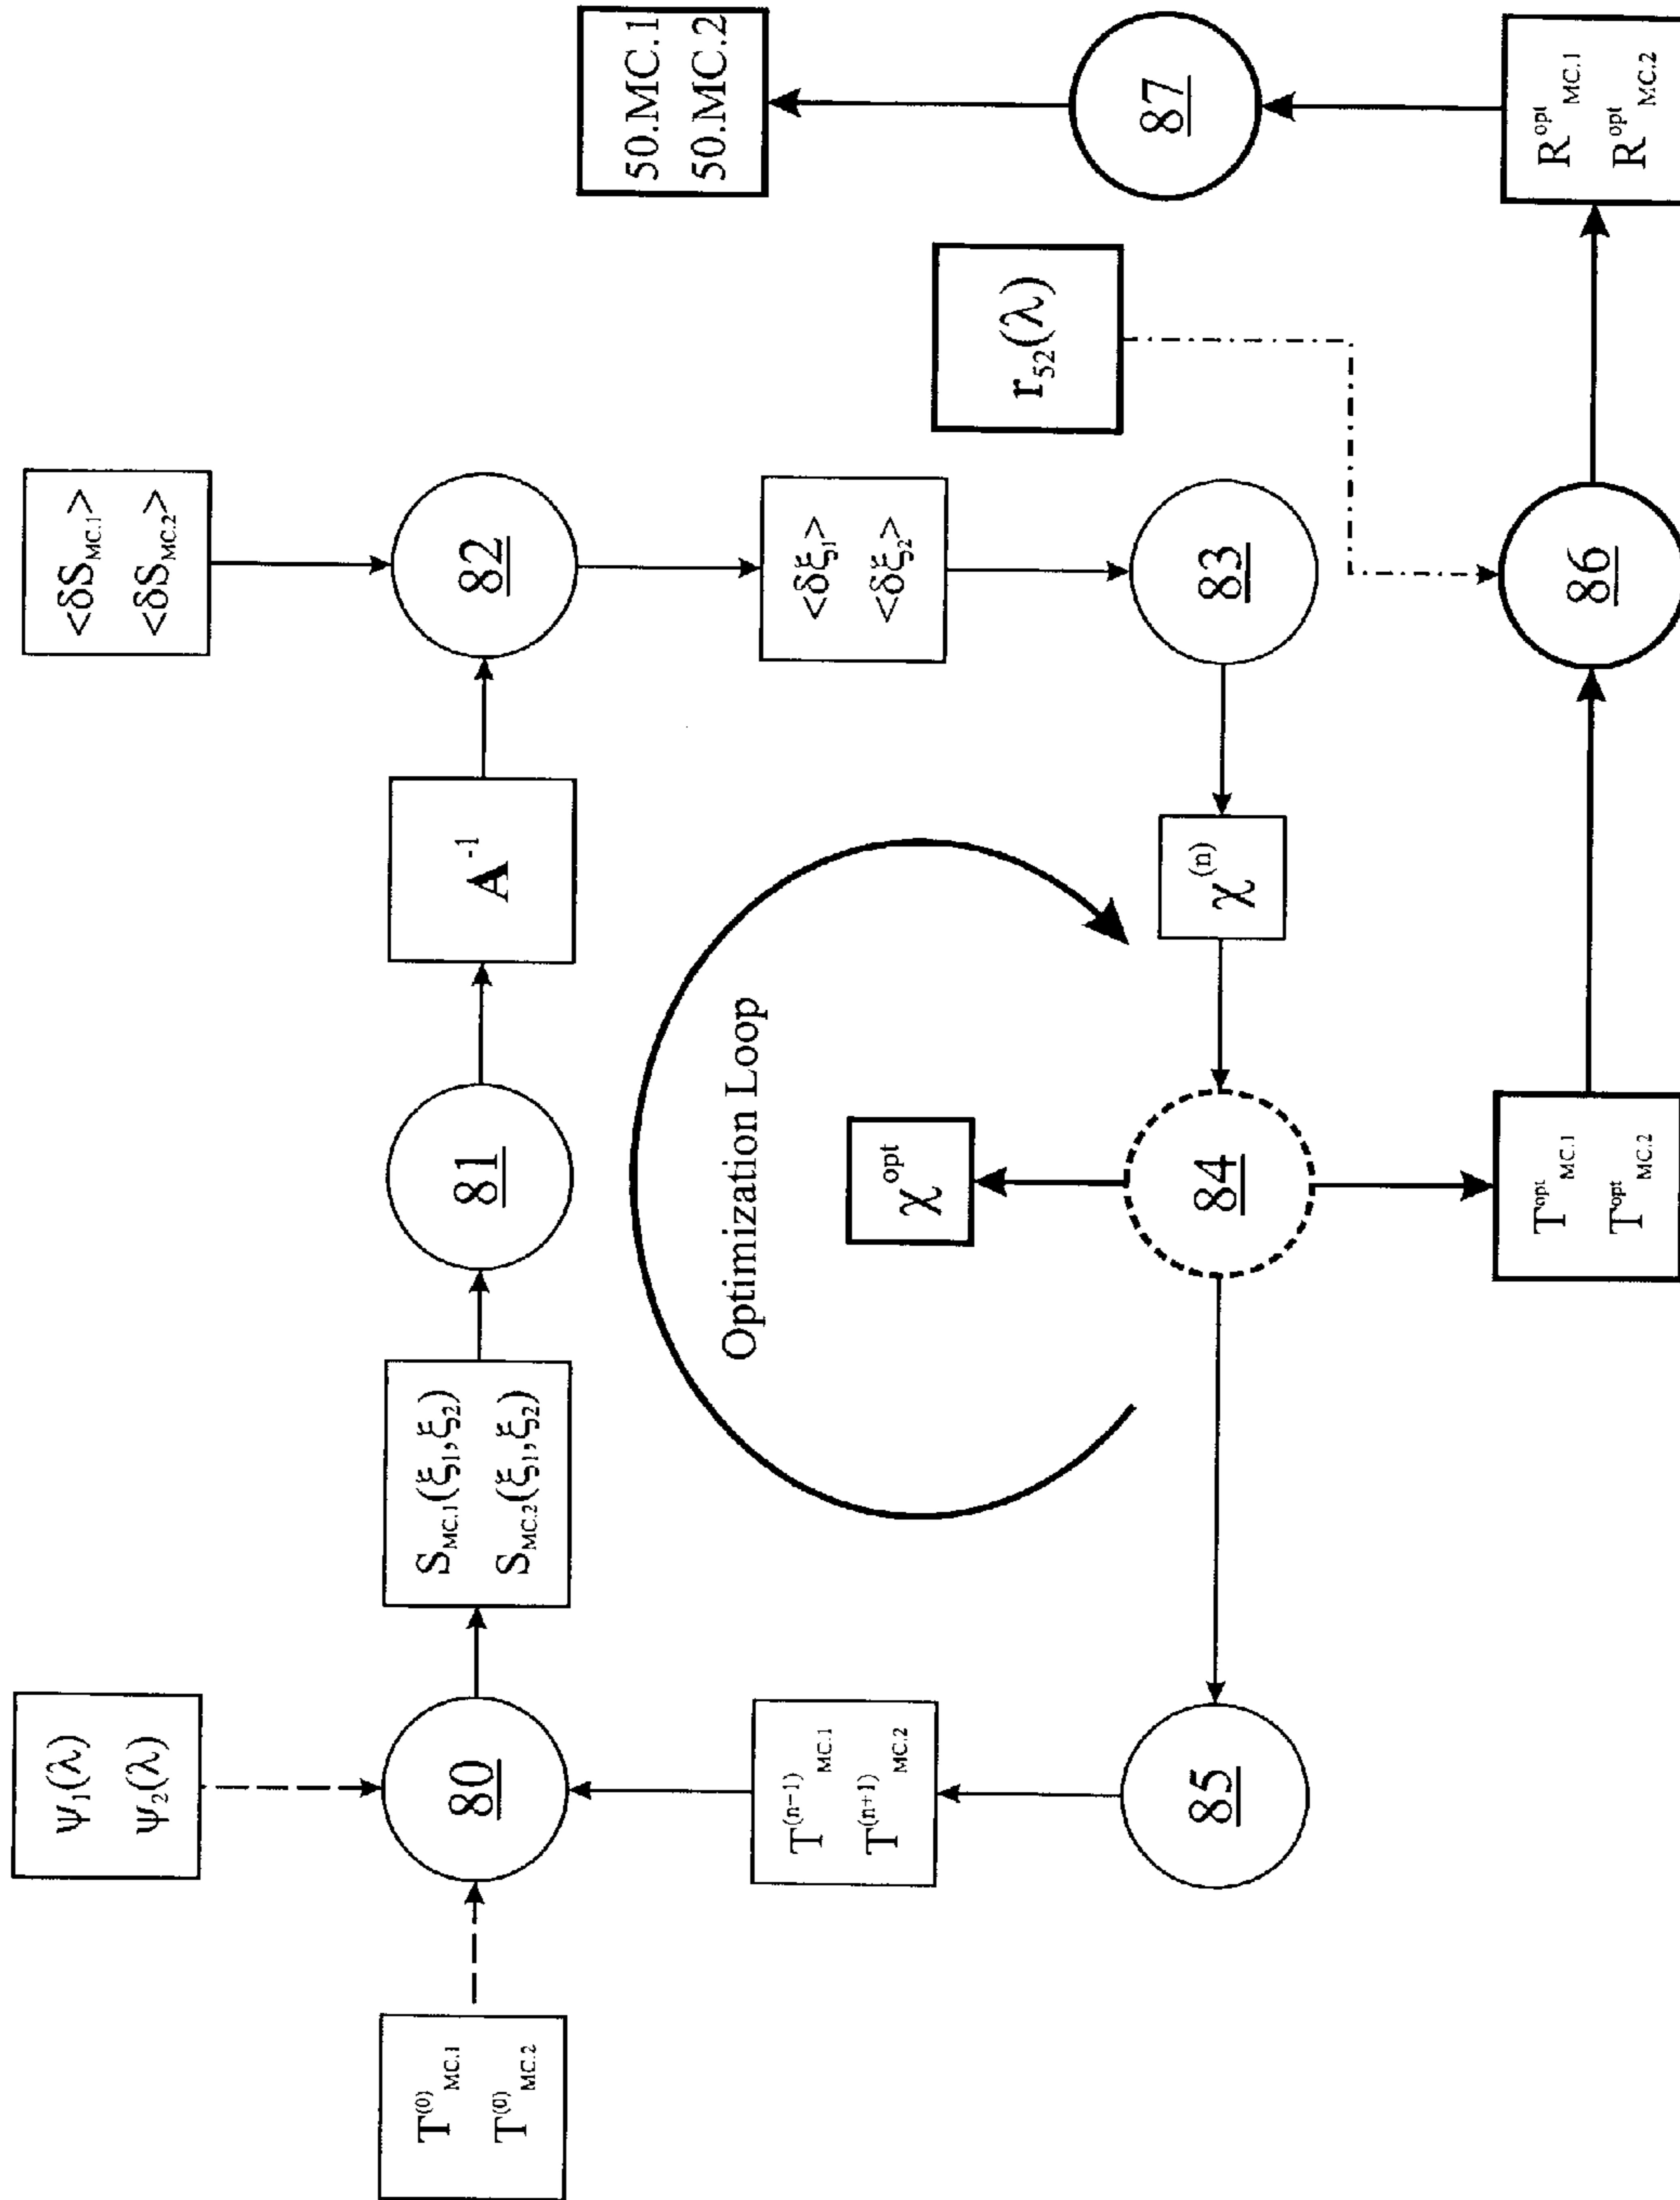 ψ₁(λ)
ψ₂(λ)
<δS_MC.1>
<δS_MC.2>
T⁽⁰⁾_MC.1
T⁽⁰⁾_MC.2
80
S_MC.1(ξ₁,ξ₂)
S_MC.2(ξ₁,ξ₂)
81
A⁻¹
82
50.MC.1
50.MC.2
T⁽ⁿ⁻¹⁾_MC.1
T⁽ⁿ⁺¹⁾_MC.2
Optimization Loop
<δξ₁>
<δξ₂>
χ^opt
r₅₂(λ)
85
84
χ⁽ⁿ⁾
83
87
T^opt_MC.1
T^opt_MC.2
86
R^opt_MC.1
R^opt_MC.2